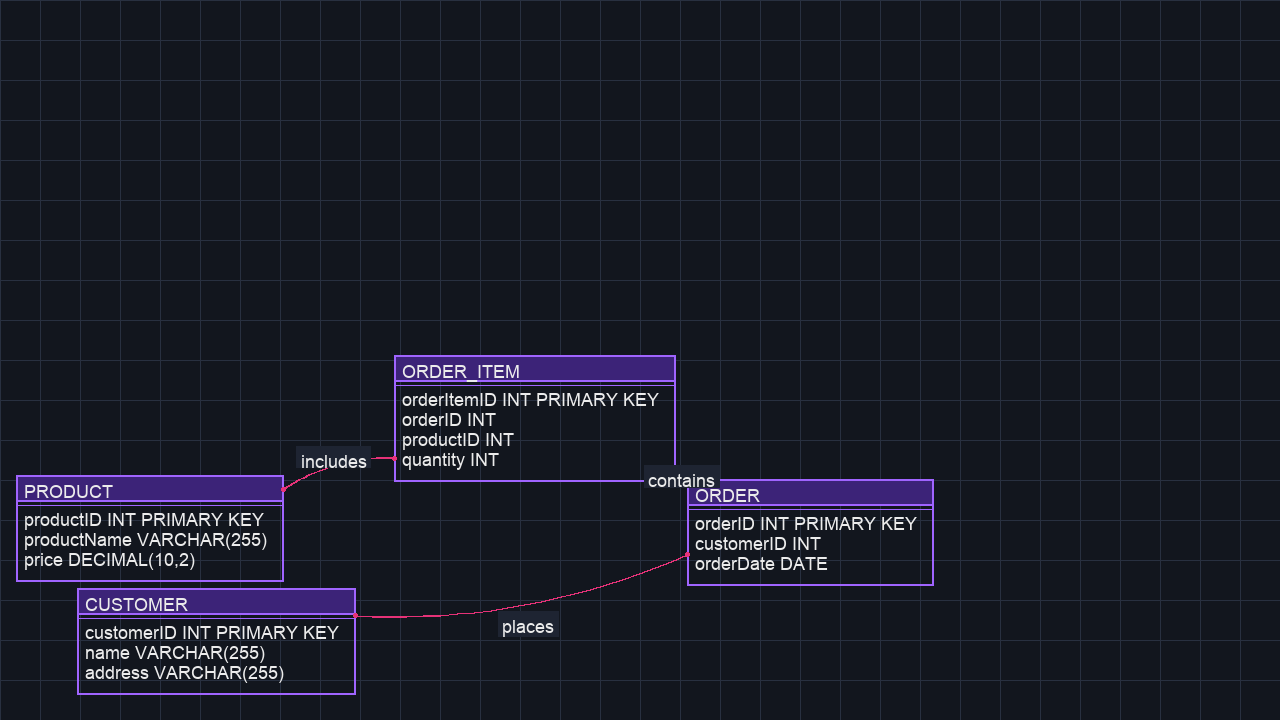 ORDER_ITEM
orderItemID INT PRIMARY KEY
orderID INT
productID INT
quantity INT
includes
contains
PRODUCT
productID INT PRIMARY KEY
productName VARCHAR(255)
price DECIMAL(10,2)
ORDER
orderID INT PRIMARY KEY
customerID INT
orderDate DATE
CUSTOMER
customerID INT PRIMARY KEY
name VARCHAR(255)
address VARCHAR(255)
places